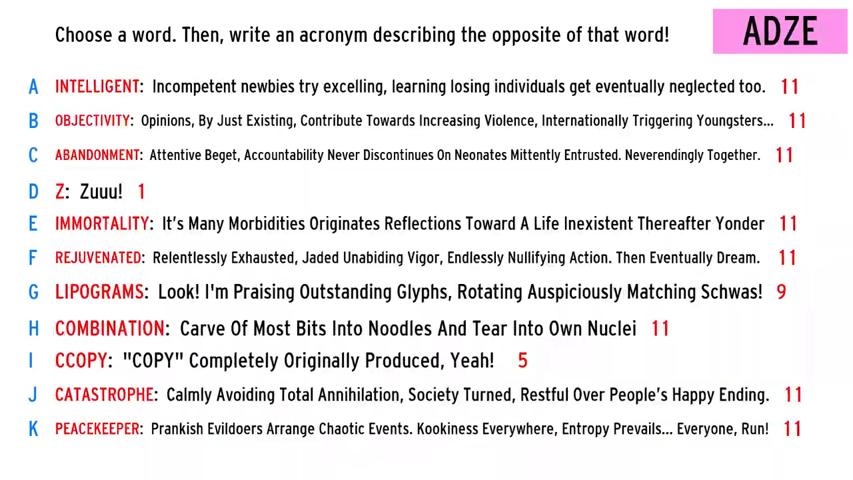 Choose a word. Then, write an acronym describing the opposite of that word!
ADZE
A INTELLIGENT: Incompetent newbies try excelling, learning losing individuals get eventually neglected too. 11
B OBJECTIVITY: Opinions, By Just Existing, Contribute Towards Increasing Violence, Internationally Triggering Youngsters... 11
C ABANDONMENT: Attentive Beget, Accountability Never Discontinues On Neonates Mittently Entrusted. Neverendingly Together. 11
D Z: Zuuu! 1
E IMMORTALITY: It's Many Morbidities Originates Reflections Toward A Life Inexistent Thereafter Yonder 11
F REJUVENATED: Relentlessly Exhausted, Jaded Unabiding Vigor, Endlessly Nullifying Action. Then Eventually Dream. 11
G LIPOGRAMS: Look! I'm Praising Outstanding Glyphs, Rotating Auspiciously Matching Schwas! 9
H COMBINATION: Carve Of Most Bits Into Noodles And Tear Into Own Nuclei 11
I CCOPY: "COPY" Completely Originally Produced, Yeah! 5
J CATASTROPHE: Calmly Avoiding Total Annihilation, Society Turned, Restful Over People's Happy Ending. 11
K PEACEKEEPER: Prankish Evildoers Arrange Chaotic Events. Kookiness Everywhere, Entropy Prevails... Everyone, Run! 11